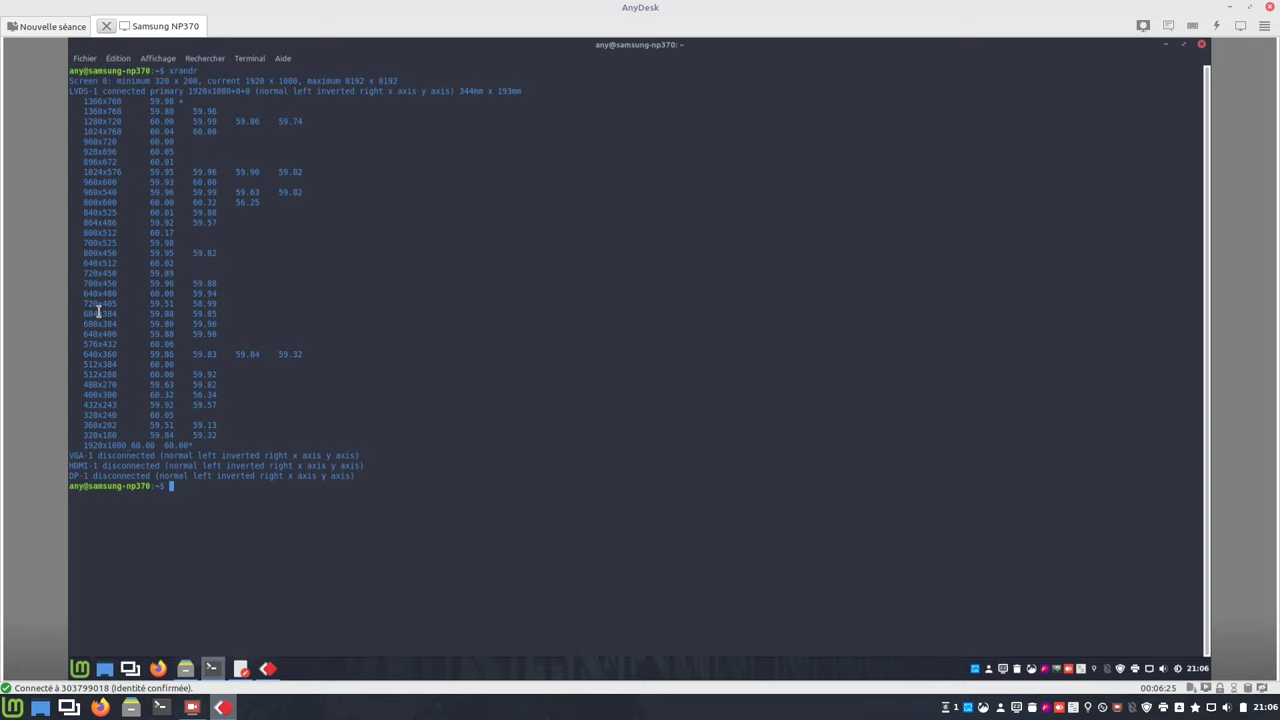 AnyDesk
Nouvelle séance
Samsung NP370
any@samsung-np370: ~
Fichier Édition Affichage Rechercher Terminal Aide
any@samsung-np370:~$ xrandr
Screen 0: minimum 320 x 200, current 1920 x 1080, maximum 8192 x 8192
LVDS-1 connected primary 1920x1080+0+0 (normal left inverted right x axis y axis) 344mm x 193mm
1366x768 59.98 +
1360x768 59.80 59.96
1280x720 60.00 59.99 59.86 59.74
1024x768 60.04 60.00
960x720 60.00
928x696 60.05
896x672 60.01
1024x576 59.95 59.96 59.90 59.82
960x600 59.93 60.00
960x540 59.96 59.99 59.63 59.82
800x600 60.00 60.32 56.25
840x525 60.01 59.88
864x486 59.92 59.57
800x512 60.17
700x525 59.98
800x450 59.95 59.82
640x512 60.02
720x450 59.89
700x450 59.96 59.88
640x480 60.00 59.94
720x405 59.51 58.99
684x384 59.88 59.85
680x384 59.80 59.96
640x400 59.88 59.98
576x432 60.06
640x360 59.86 59.83 59.84 59.32
512x384 60.00
512x288 60.00 59.92
480x270 59.63 59.82
400x300 60.32 56.34
432x243 59.92 59.57
320x240 60.05
360x202 59.51 59.13
320x180 59.84 59.32
1920x1080_60.00 60.00*
VGA-1 disconnected (normal left inverted right x axis y axis)
HDMI-1 disconnected (normal left inverted right x axis y axis)
DP-1 disconnected (normal left inverted right x axis y axis)
any@samsung-np370:~$
21:06
Connecté à 303799018 (Identité confirmée).
00:06:25
1
21:06